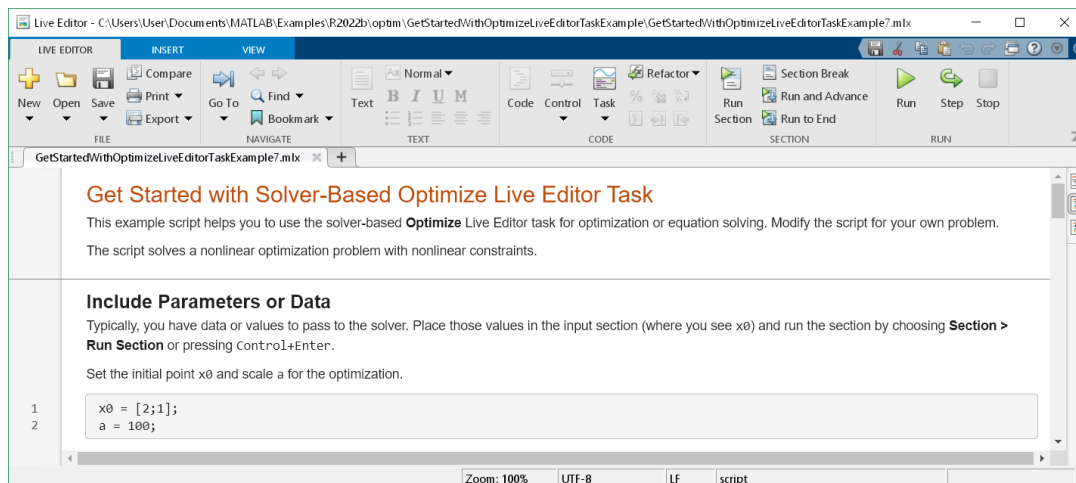 Live Editor - C:\Users\User\Documents\MATLAB\Examples\R2022b\optim\GetStartedWithOptimizeLiveEditorTaskExample\GetStartedWithOptimizeLiveEditorTaskExample7.mlx
LIVE EDITOR INSERT VIEW
New Open Save Compare Print Export
FILE
Go To Find Bookmark
NAVIGATE
Text Aa Normal
B I U M
TEXT
Code Control Task Refactor
CODE
Run Section Section Break Run and Advance Run to End
SECTION
Run Step Stop
RUN
GetStartedWithOptimizeLiveEditorTaskExample7.mlx
Get Started with Solver-Based Optimize Live Editor Task
This example script helps you to use the solver-based Optimize Live Editor task for optimization or equation solving. Modify the script for your own problem.
The script solves a nonlinear optimization problem with nonlinear constraints.
Include Parameters or Data
Typically, you have data or values to pass to the solver. Place those values in the input section (where you see x0) and run the section by choosing Section >
Run Section or pressing Control+Enter.
Set the initial point x0 and scale a for the optimization.
1 x0 = [2;1];
2 a = 100;
Zoom: 100% UTF-8 LF script